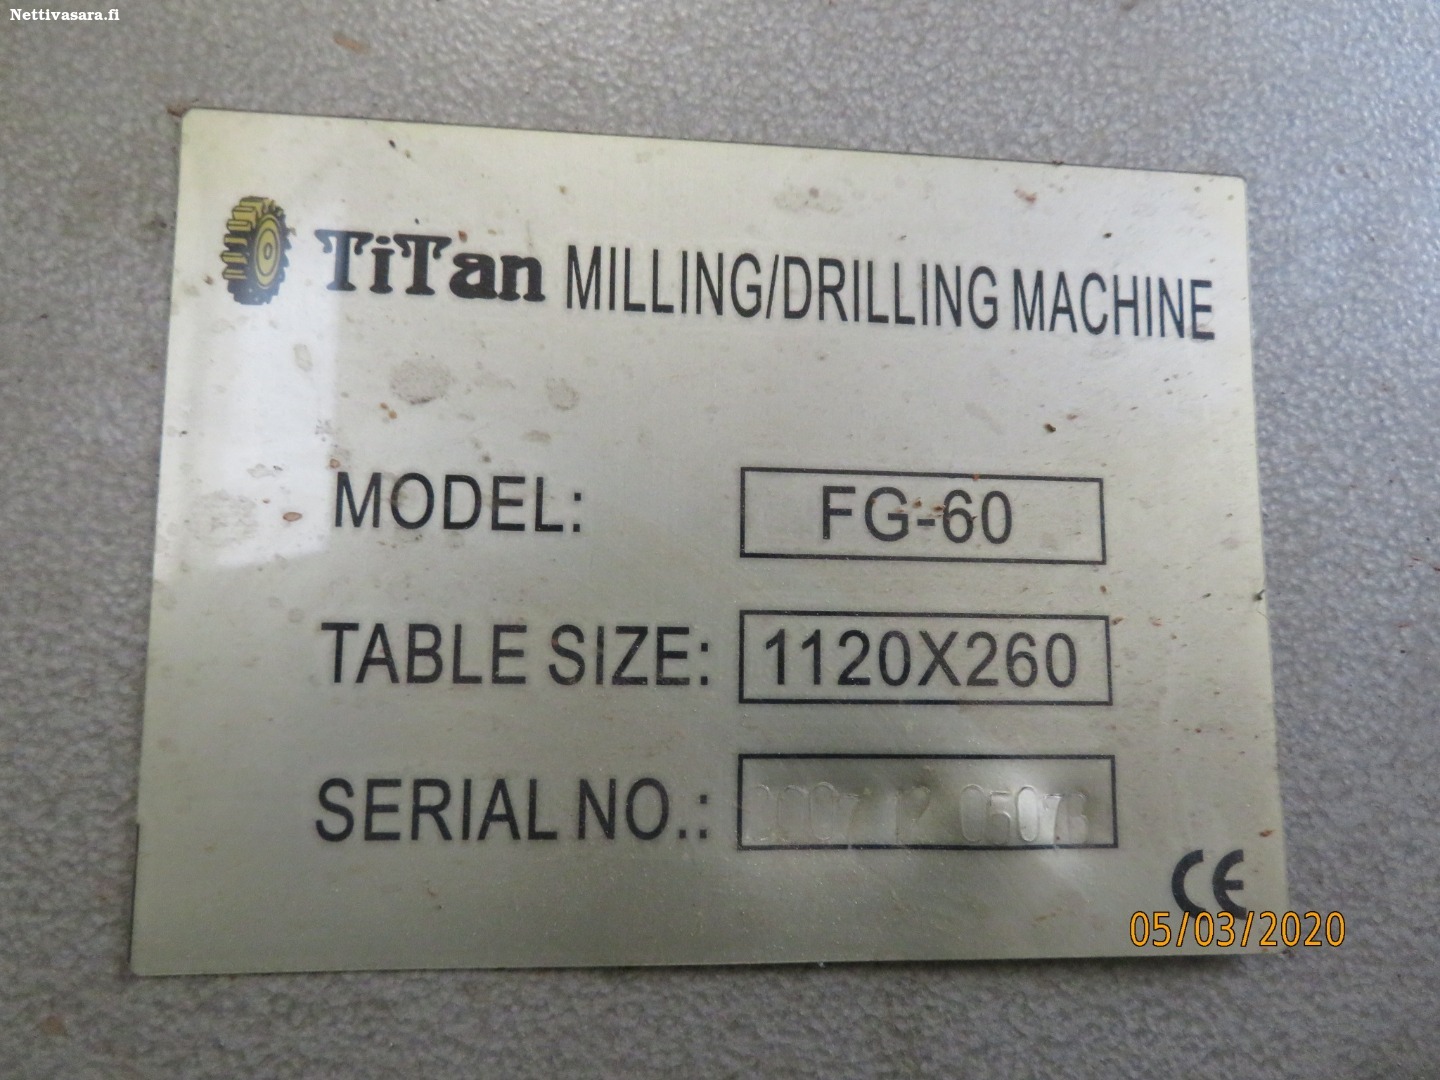 Nettivasara.fi
TiTan MILLING/DRILLING MACHINE
MODEL: FG-60
TABLE SIZE: 1120X260
SERIAL NO.:
CE
05/03/2020